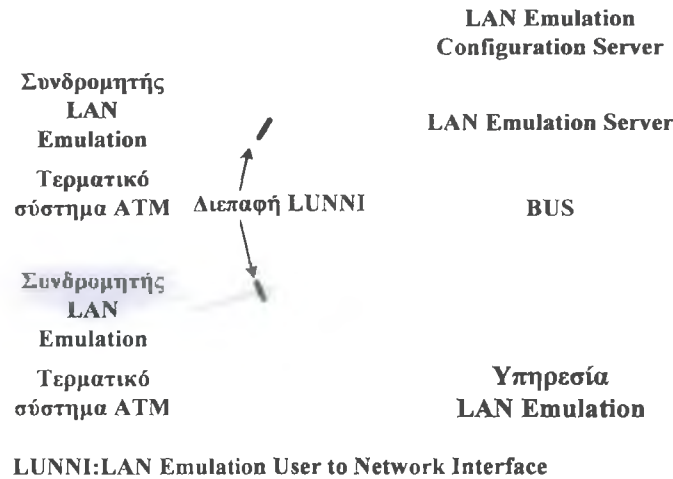 LAN Emulation
Configuration Server
Συνδρομητής
LAN
Emulation
LAN Emulation Server
Τερματικό
σύστημα ATM
Διεπαφή LUNNI
BUS
Συνδρομητής
LAN
Emulation
Τερματικό
σύστημα ATM
Υπηρεσία
LAN Emulation
LUNNI:LAN Emulation User to Network Interface